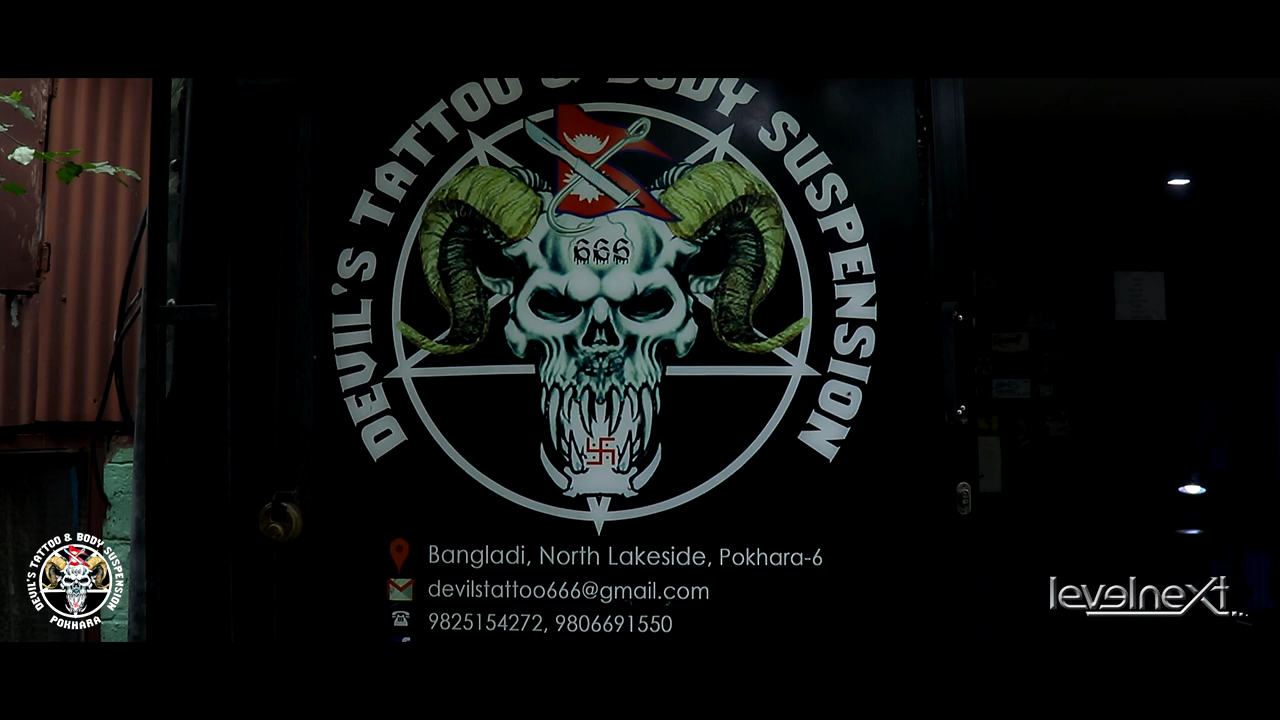 DEVIL'S TATTOO & BODY SUSPENSION
666
Bangladi, North Lakeside, Pokhara-6
devilstattoo666@gmail.com
9825154272, 9806691550
DEVIL'S TATTOO & BODY SUSPENSION
POKHARA
levelnext...